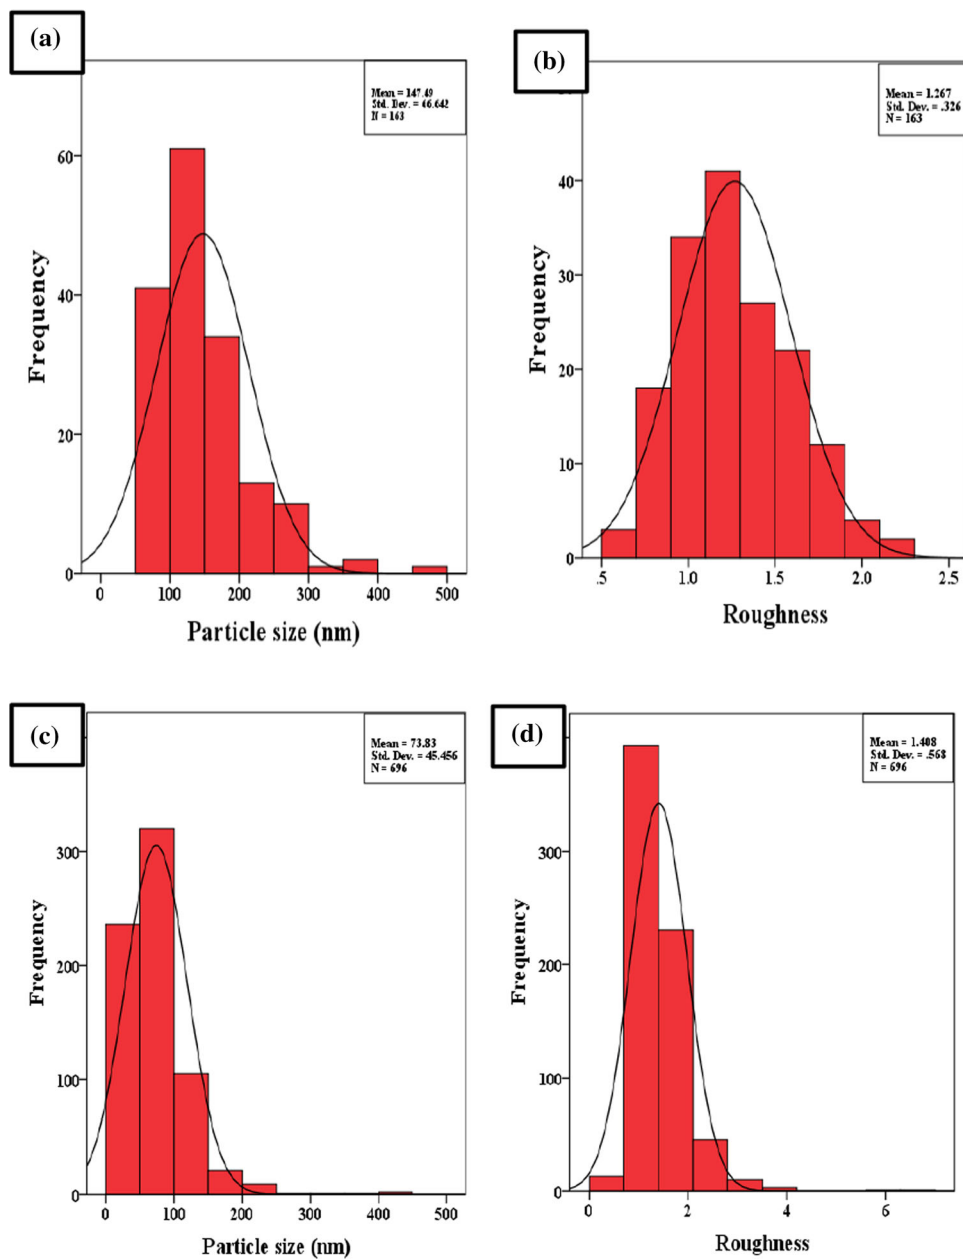 (a)
Mean = 147.49
Std. Dev. = 66.642
N = 163
60
40
20
0
Frequency
0 100 200 300 400 500
Particle size (nm)
(b)
Mean = 1.267
Std. Dev. = .326
N = 163
40
30
20
10
0
Frequency
.5 1.0 1.5 2.0 2.5
Roughness
(c)
Mean = 73.83
Std. Dev. = 45.456
N = 696
300
200
100
0
Frequency
0 100 200 300 400 500
Particle size (nm)
(d)
Mean = 1.408
Std. Dev. = .568
N = 696
300
200
100
0
Frequency
0 2 4 6
Roughness